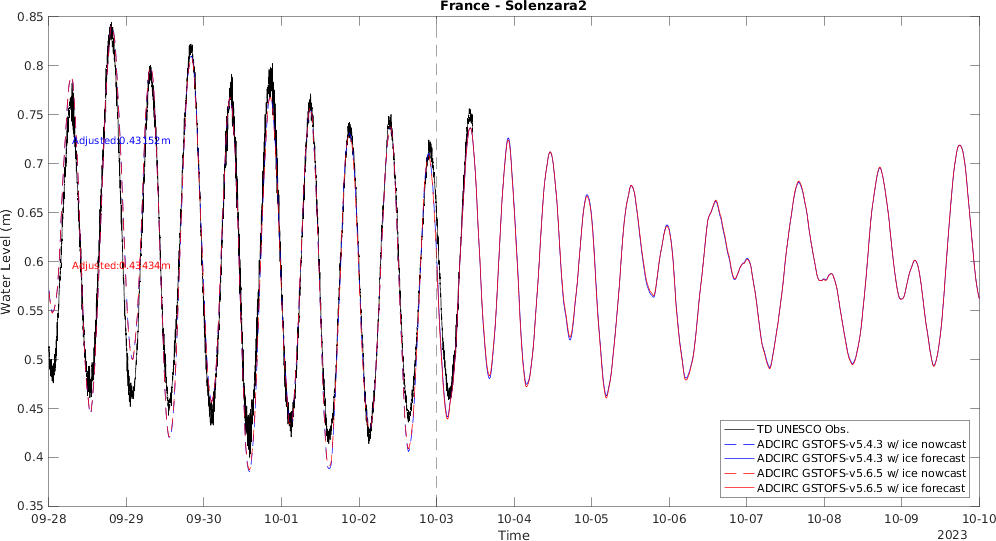 France - Solenzara2
0.85
0.8
0.75
0.7
0.65
0.6
0.55
0.5
0.45
0.4
0.35
Water Level (m)
Adjusted:0.43152m
Adjusted:0.43434m
TD UNESCO Obs.
ADCIRC GSTOFS-v5.4.3 w/ ice nowcast
ADCIRC GSTOFS-v5.4.3 w/ ice forecast
ADCIRC GSTOFS-v5.6.5 w/ ice nowcast
ADCIRC GSTOFS-v5.6.5 w/ ice forecast
09-28 09-29 09-30 10-01 10-02 10-03 10-04 10-05 10-06 10-07 10-08 10-09 10-10
Time
2023